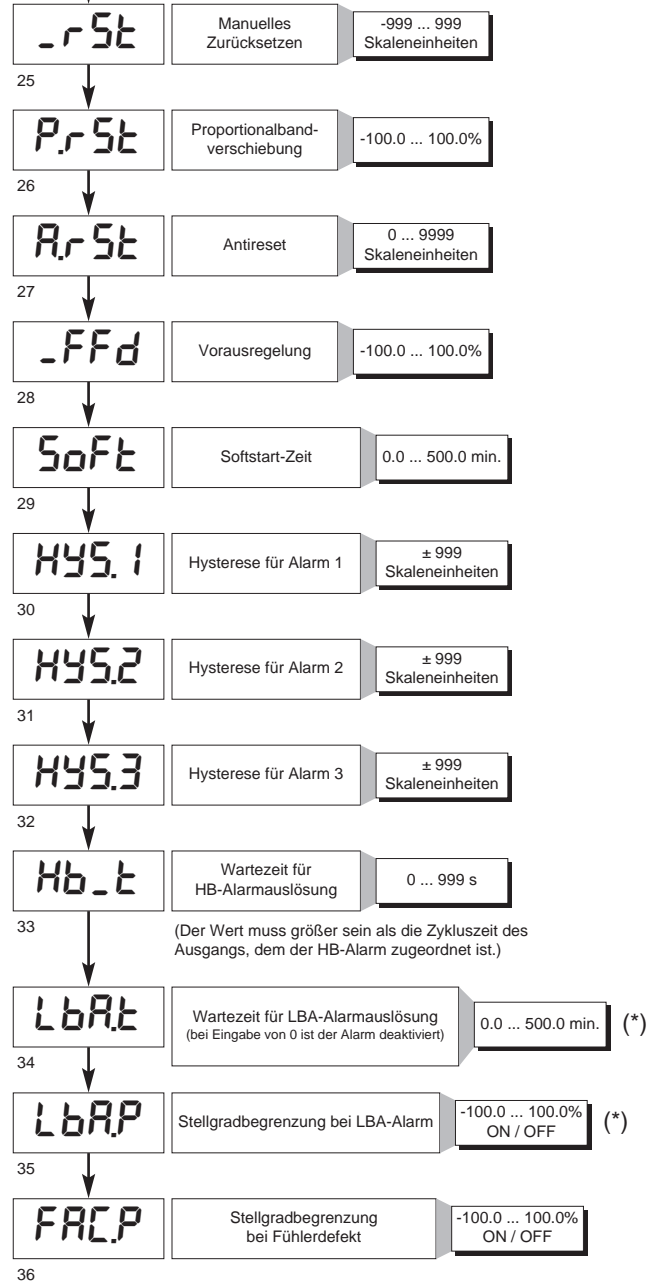 _rSt
Manuelles
Zurücksetzen
-999 ... 999
Skaleneinheiten
25
P.rSt
Proportionalband-
verschiebung
-100.0 ... 100.0%
26
A.rSt
Antireset
0 ... 9999
Skaleneinheiten
27
_FFd
Vorausregelung
-100.0 ... 100.0%
28
SoFt
Softstart-Zeit
0.0 ... 500.0 min.
29
HYS.1
Hysterese für Alarm 1
± 999
Skaleneinheiten
30
HYS.2
Hysterese für Alarm 2
± 999
Skaleneinheiten
31
HYS.3
Hysterese für Alarm 3
± 999
Skaleneinheiten
32
Hb_t
Wartezeit für
HB-Alarmauslösung
0 ... 999 s
33
(Der Wert muss größer sein als die Zykluszeit des
Ausgangs, dem der HB-Alarm zugeordnet ist.)
LbA.t
Wartezeit für LBA-Alarmauslösung
(bei Eingabe von 0 ist der Alarm deaktiviert)
0.0 ... 500.0 min.
(*)
34
LbA.P
Stellgradbegrenzung bei LBA-Alarm
-100.0 ... 100.0%
ON / OFF
(*)
35
FAC.P
Stellgradbegrenzung
bei Fühlerdefekt
-100.0 ... 100.0%
ON / OFF
36